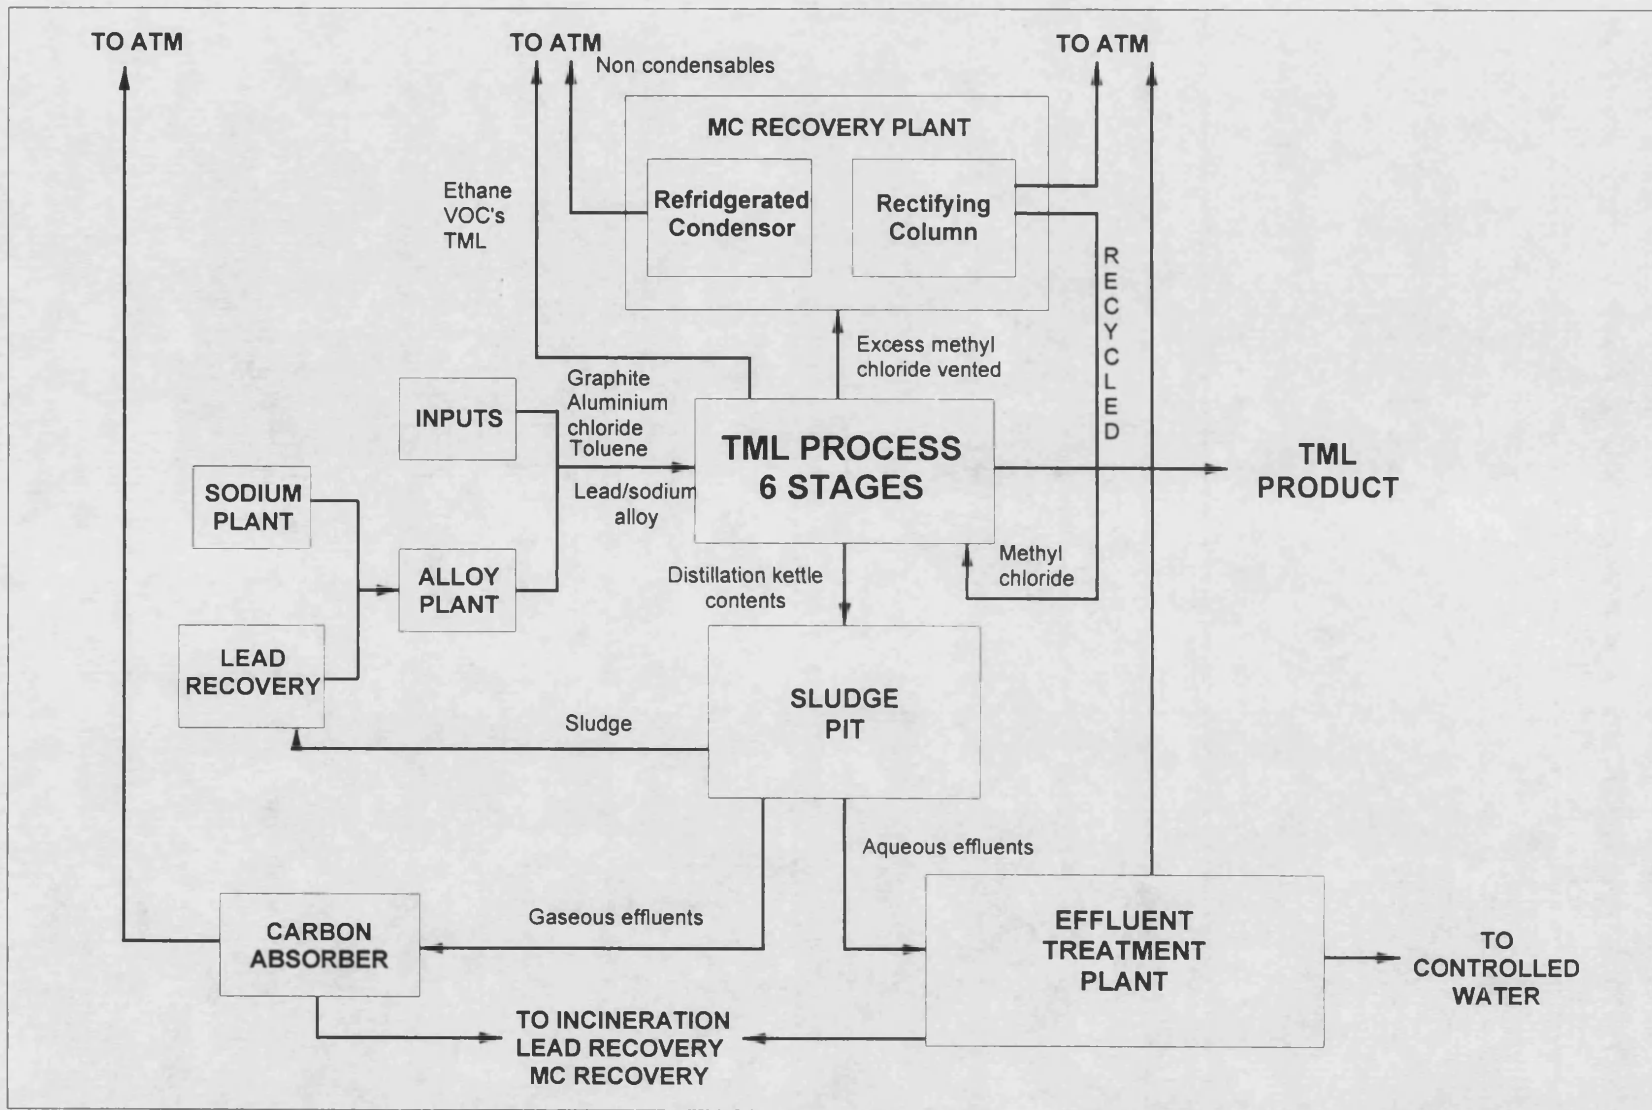 TO ATM
TO ATM
TO ATM
Non condensables
MC RECOVERY PLANT
Refridgerated
Condensor
Rectifying
Column
Ethane
VOC's
TML
RECYCLED
Excess methyl
chloride vented
INPUTS
Graphite
Aluminium
chloride
Toluene
TML PROCESS
6 STAGES
TML
PRODUCT
SODIUM
PLANT
Lead/sodium
alloy
Methyl
chloride
ALLOY
PLANT
Distillation kettle
contents
LEAD
RECOVERY
SLUDGE
PIT
Sludge
Aqueous effluents
Gaseous effluents
CARBON
ABSORBER
EFFLUENT
TREATMENT
PLANT
TO
CONTROLLED
WATER
TO INCINERATION
LEAD RECOVERY
MC RECOVERY